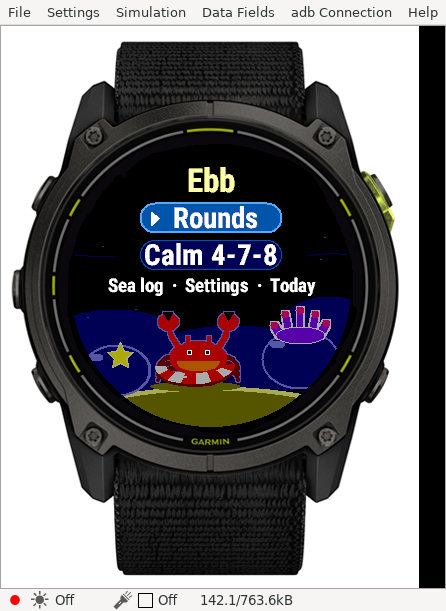 File Settings Simulation Data Fields adb Connection Help
Ebb
Rounds
Calm 4-7-8
Sea log · Settings · Today
GARMIN
Off Off 142.1/763.6kB